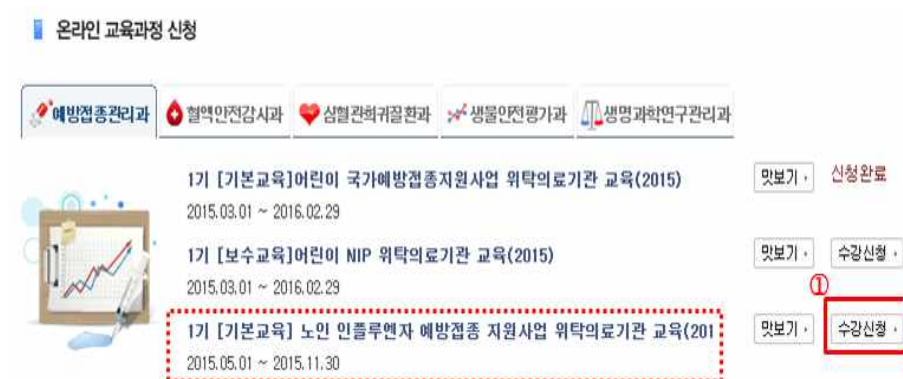 온라인 교육과정 신청
예방접종관리과 혈액안전감시과 심혈관희귀질환과 생물안전평가과 생명과학연구관리과
1기 [기본교육]어린이 국가예방접종지원사업 위탁의료기관 교육(2015) 맛보기 신청완료
2015.03.01 ~ 2016.02.29
1기 [보수교육]어린이 NIP 위탁의료기관 교육(2015) 맛보기 수강신청
2015.03.01 ~ 2016.02.29
①
1기 [기본교육] 노인 인플루엔자 예방접종 지원사업 위탁의료기관 교육(201 맛보기 수강신청
2015.05.01 ~ 2015.11.30